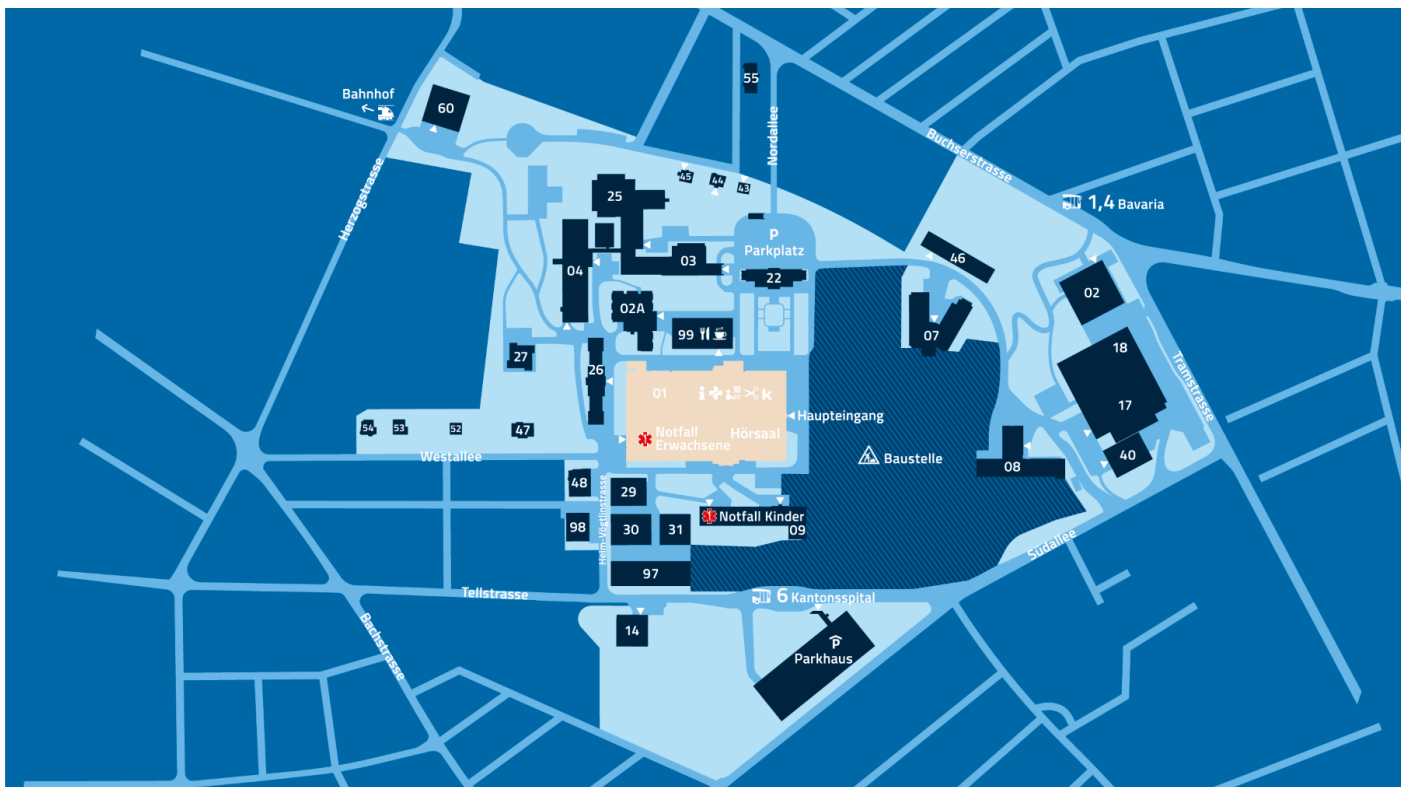 55
Bahnhof
60
Nordallee
Buchserstrasse
Herzogstrasse
45
44
43
25
1,4 Bavaria
P
Parkplatz
46
03
04
22
02
02A
99
07
18
27
26
Tramstrasse
01
17
Haupteingang
54
53
52
47
Notfall
Erwachsene
Hörsaal
Westallee
Baustelle
40
08
48
29
Notfall Kinder
09
98
30
31
Heim-Vögtlinstrasse
Südallee
97
Tellstrasse
6 Kantonsspital
Bachstrasse
14
P
Parkhaus